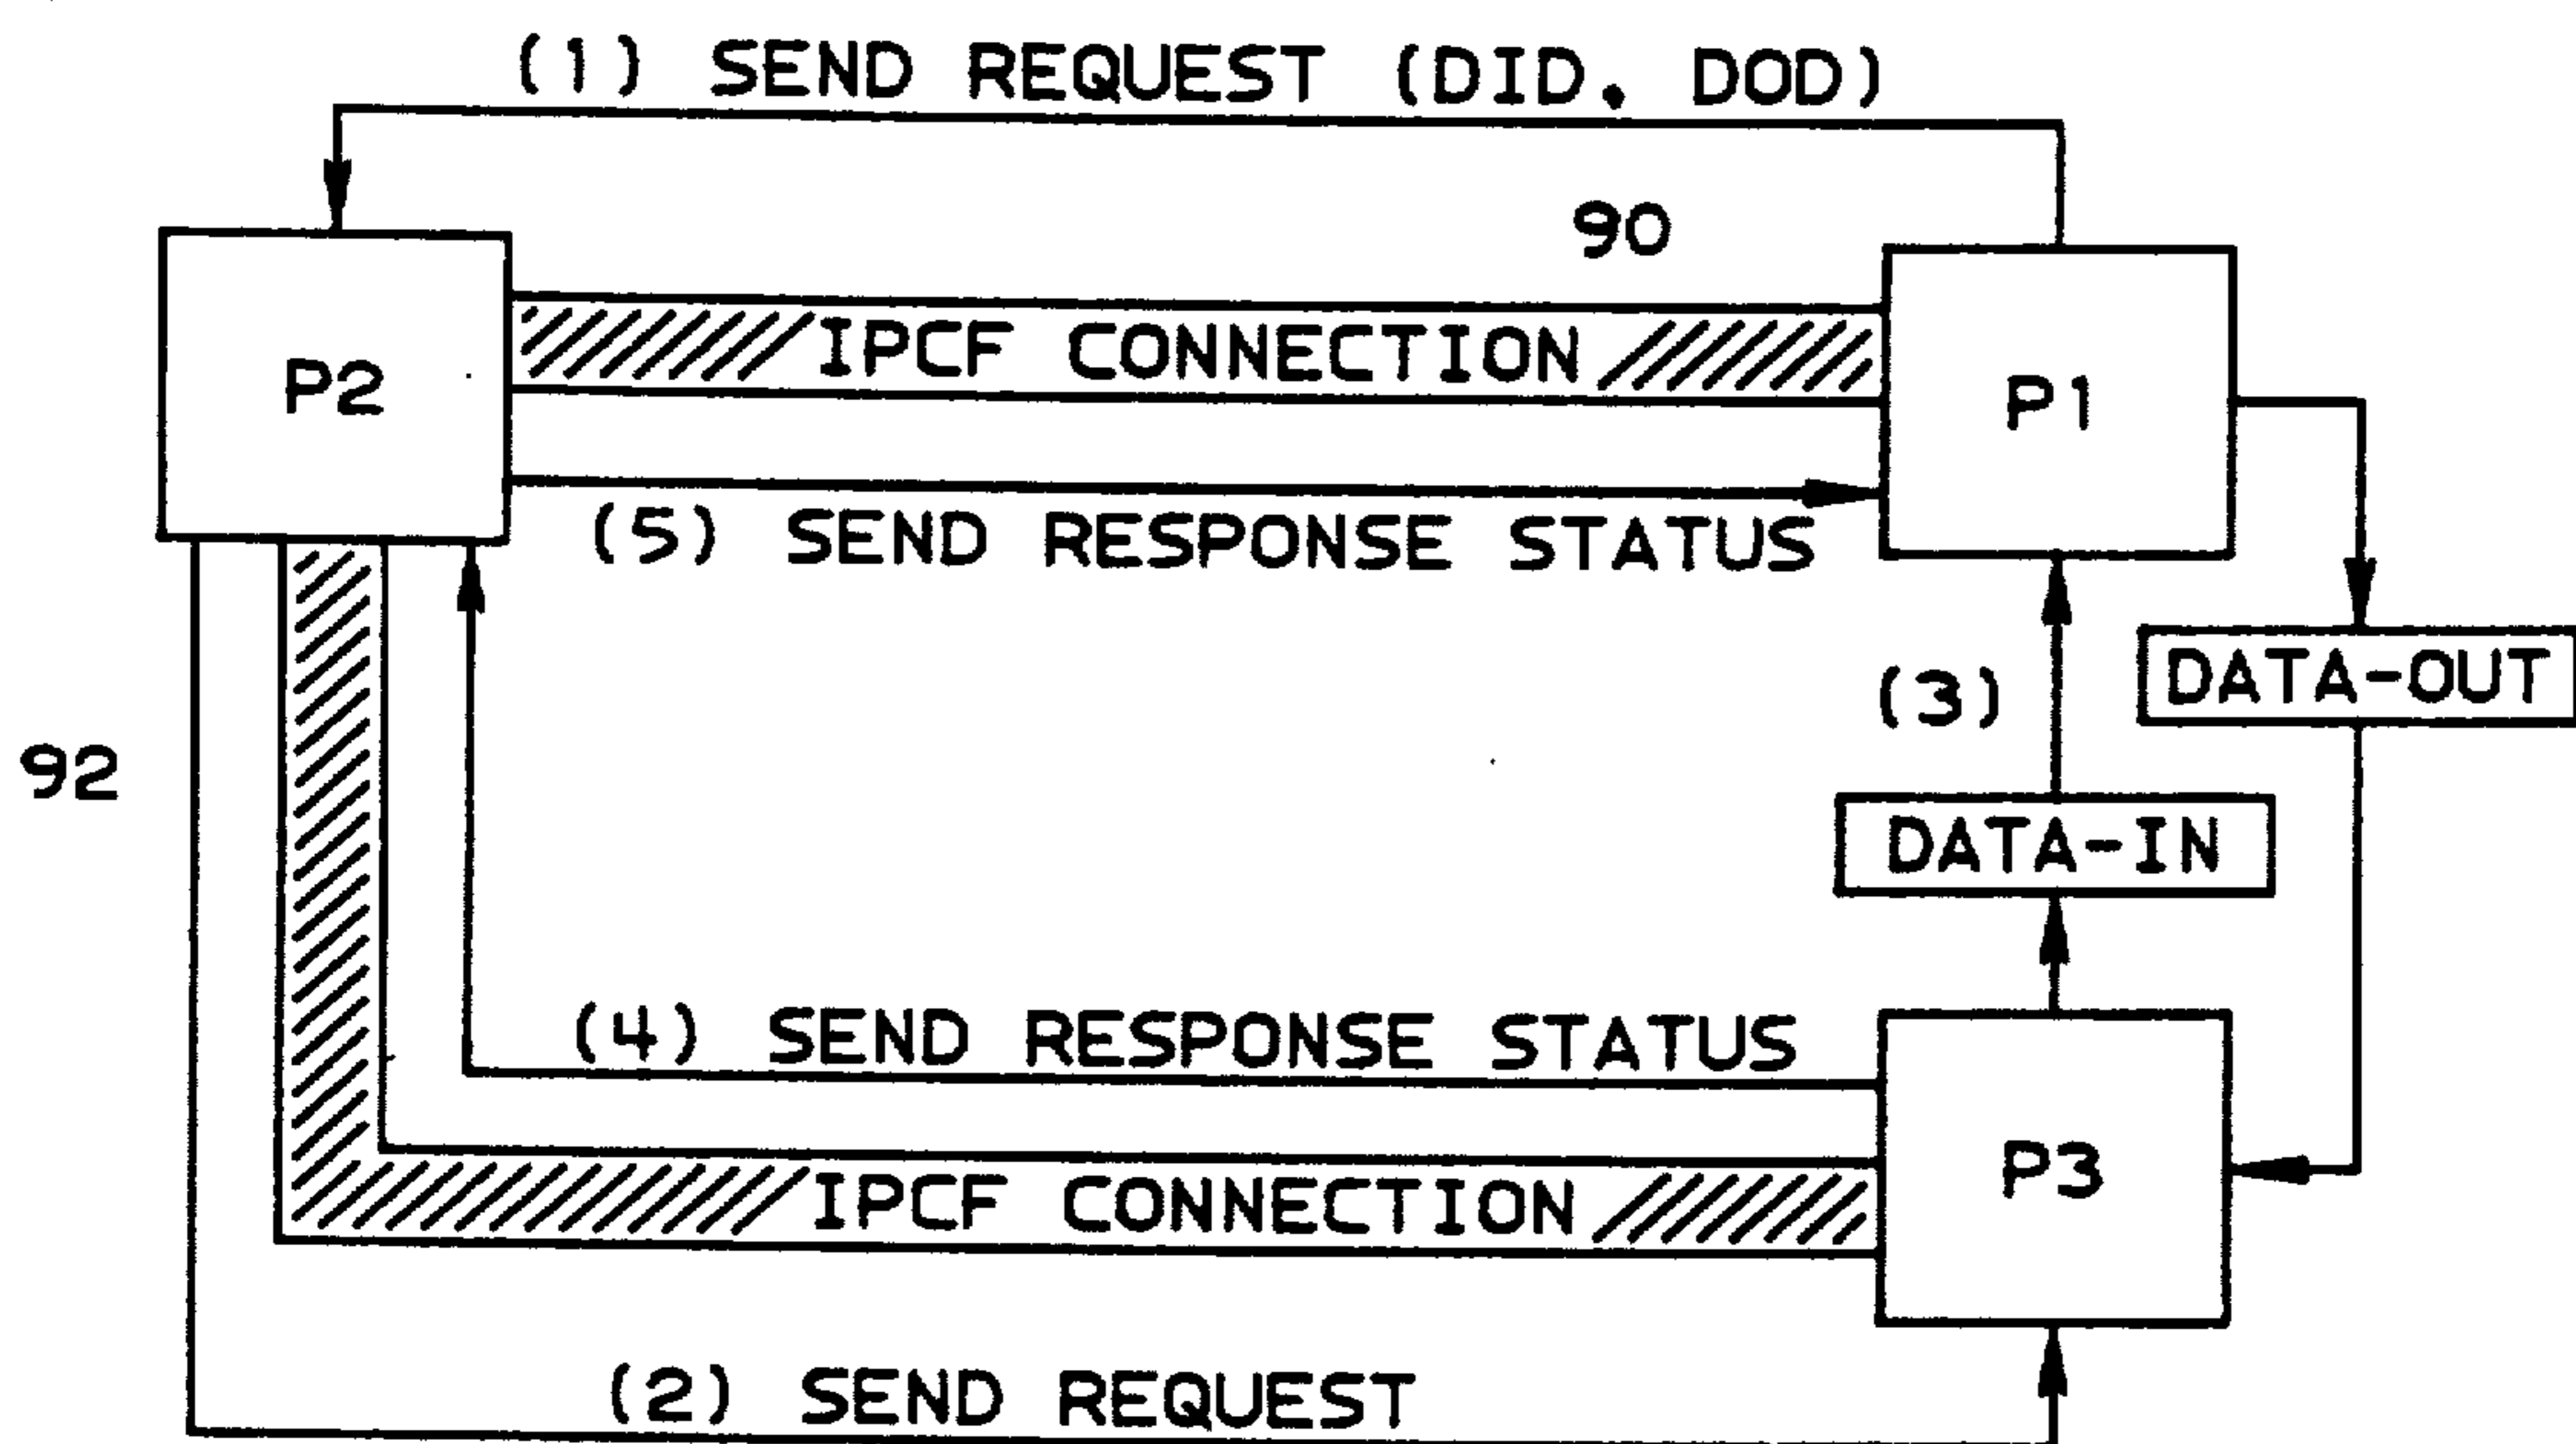 (1) SEND REQUEST (DID. DOD)
90
P2
IPCF CONNECTION
P1
(5) SEND RESPONSE STATUS
DATA-OUT
(3)
92
DATA-IN
(4) SEND RESPONSE STATUS
P3
IPCF CONNECTION
(2) SEND REQUEST